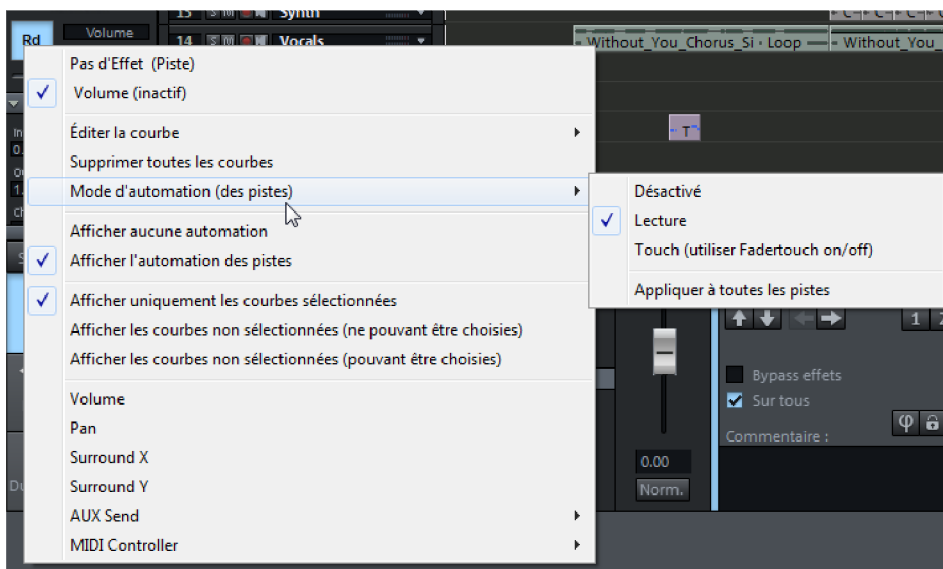 13 S M Synth
Rd Volume
14 S M Vocals
Without_You_Chorus_Si · Loop Without_You_
Pas d'Effet (Piste)
Volume (inactif)
Éditer la courbe
T
Supprimer toutes les courbes
Mode d'automation (des pistes)
Désactivé
Lecture
Touch (utiliser Fadertouch on/off)
Appliquer à toutes les pistes
Afficher aucune automation
Afficher l'automation des pistes
Afficher uniquement les courbes sélectionnées
Afficher les courbes non sélectionnées (ne pouvant être choisies)
Afficher les courbes non sélectionnées (pouvant être choisies)
1
Bypass effets
Sur tous
Commentaire :
Volume
Pan
Surround X
Surround Y
AUX Send
MIDI Controller
0.00
Norm.